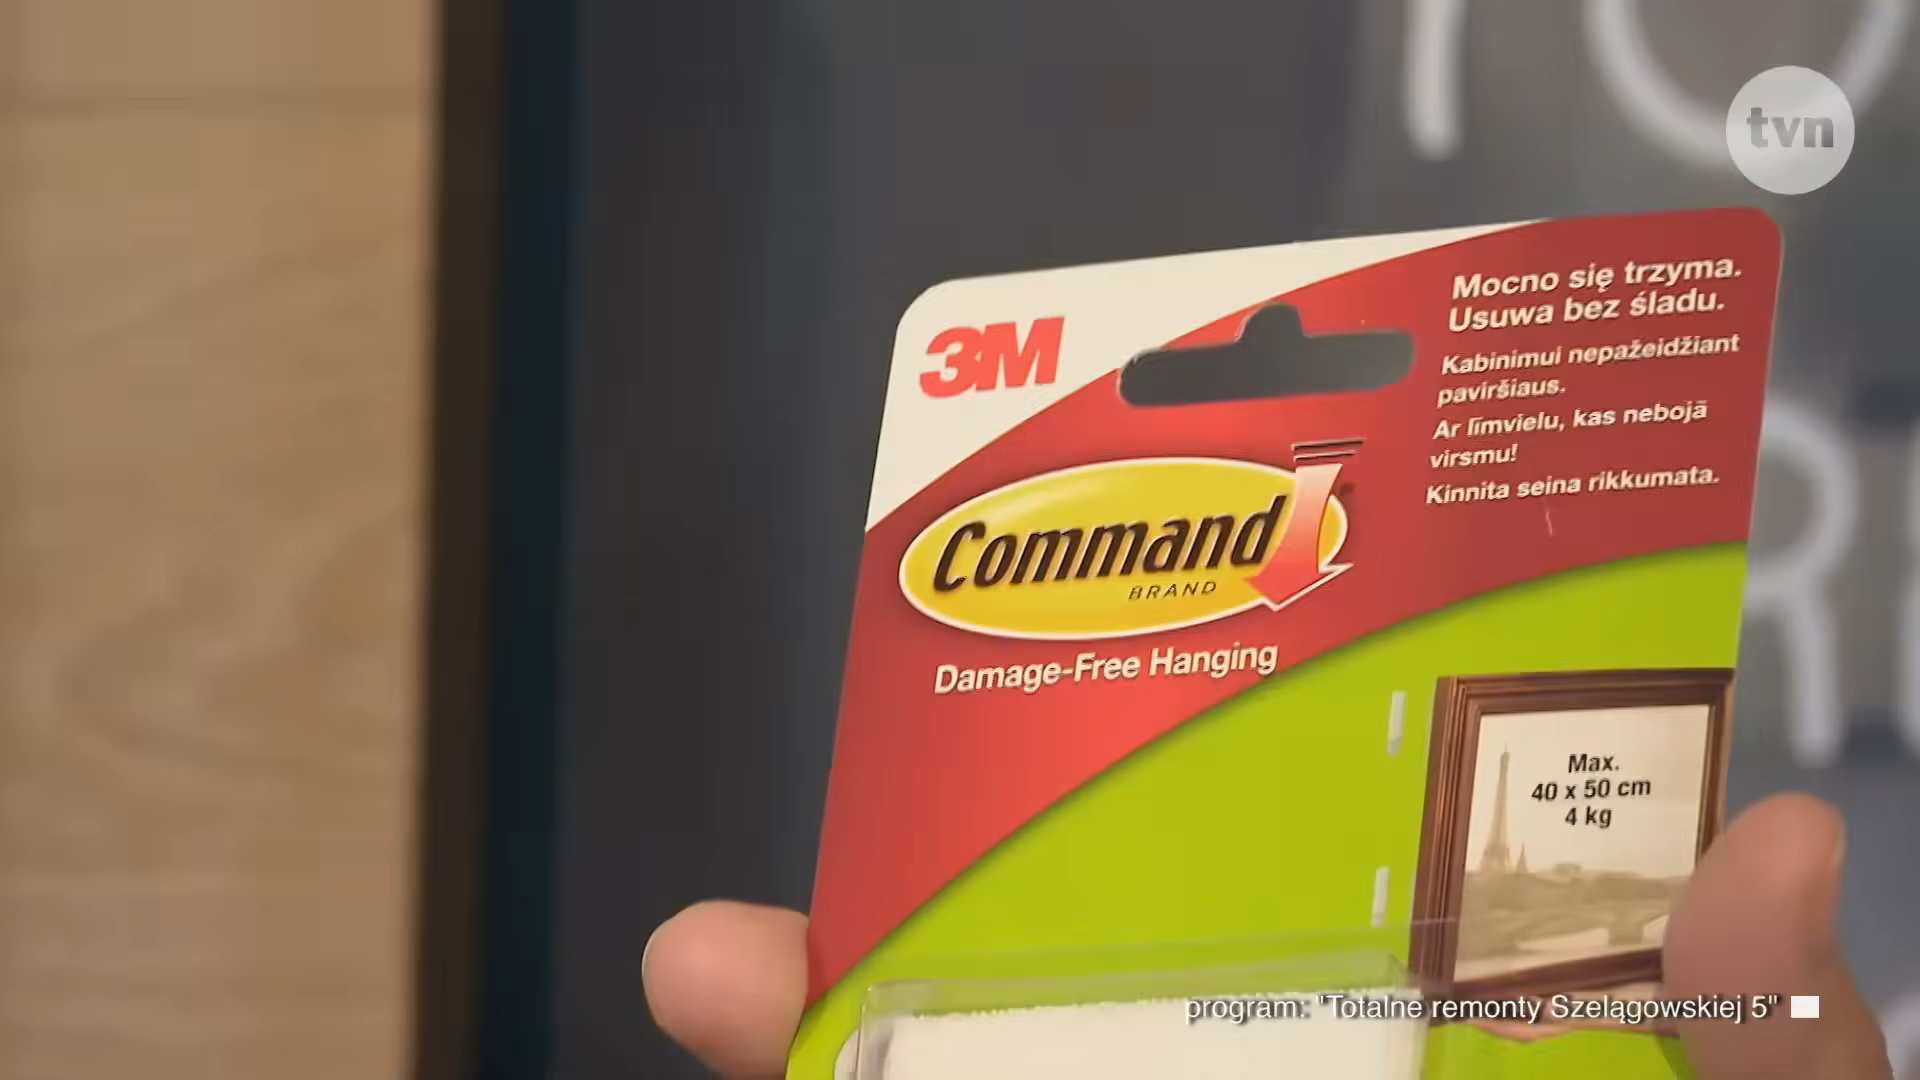 tvn
3M
Mocno się trzyma.
Usuwa bez śladu.
Kabinimui nepažeidžiant
paviršiaus.
Ar līmvielu, kas nebojā
virsmu!
Kinnita seina rikkumata.
Command
BRAND
Damage-Free Hanging
Max.
40 x 50 cm
4 kg
program: "Totalne remonty Szelągowskiej 5"